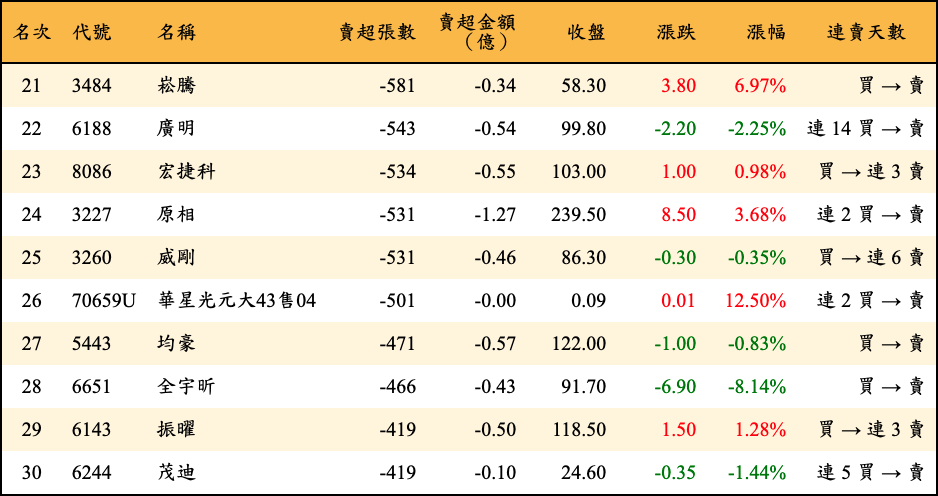 名次 代號 名稱 賣超張數 賣超金額（億） 收盤 漲跌 漲幅 連賣天數
21 3484 崧騰 -581 -0.34 58.30 3.80 6.97% 買 → 賣
22 6188 廣明 -543 -0.54 99.80 -2.20 -2.25% 連 14 買 → 賣
23 8086 宏捷科 -534 -0.55 103.00 1.00 0.98% 買 → 連 3 賣
24 3227 原相 -531 -1.27 239.50 8.50 3.68% 連 2 買 → 賣
25 3260 威剛 -531 -0.46 86.30 -0.30 -0.35% 買 → 連 6 賣
26 70659U 華星光元大43售04 -501 -0.00 0.09 0.01 12.50% 連 2 買 → 賣
27 5443 均豪 -471 -0.57 122.00 -1.00 -0.83% 買 → 賣
28 6651 全宇昕 -466 -0.43 91.70 -6.90 -8.14% 買 → 賣
29 6143 振曜 -419 -0.50 118.50 1.50 1.28% 買 → 連 3 賣
30 6244 茂迪 -419 -0.10 24.60 -0.35 -1.44% 連 5 買 → 賣